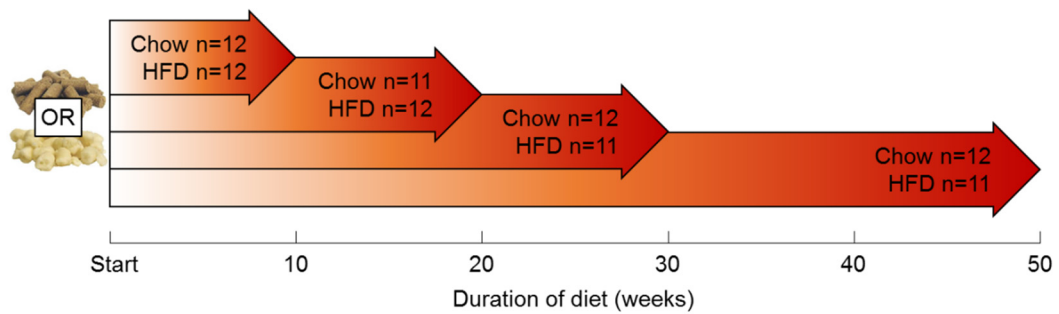 Chow n=12
HFD n=12
Chow n=11
HFD n=12
OR
Chow n=12
HFD n=11
Chow n=12
HFD n=11
Start 10 20 30 40 50
Duration of diet (weeks)